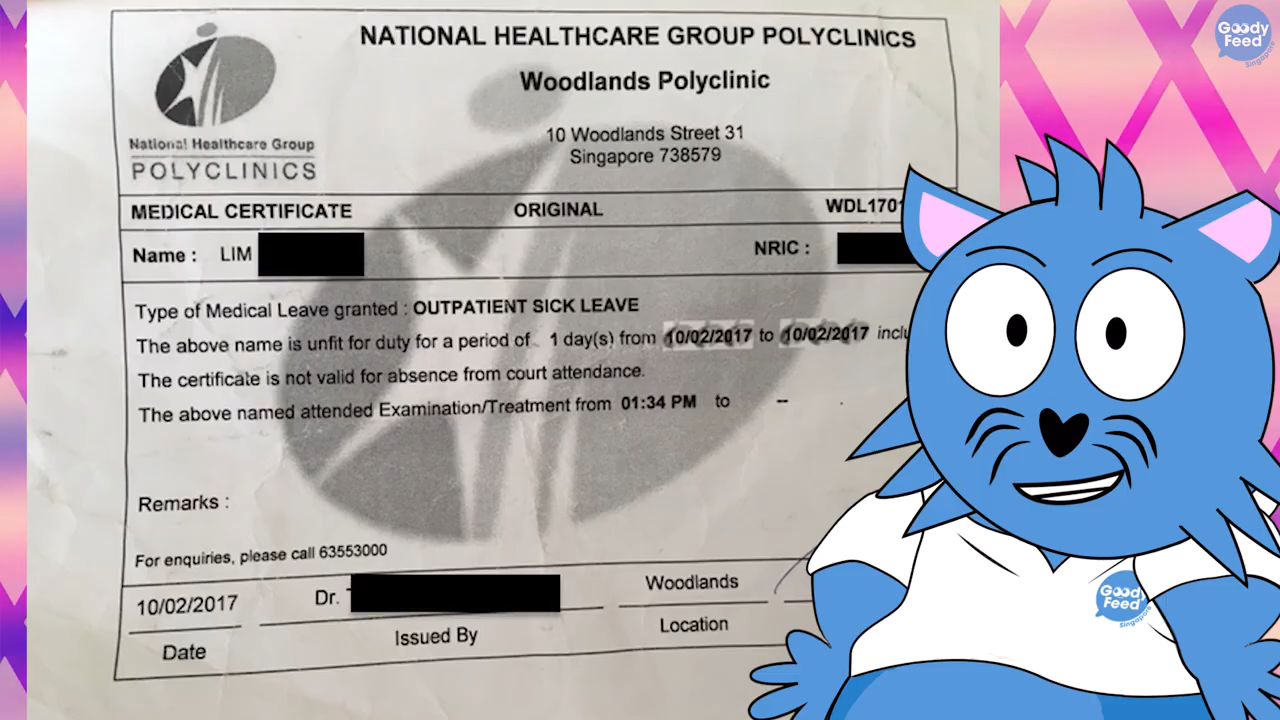 NATIONAL HEALTHCARE GROUP POLYCLINICS
Woodlands Polyclinic
10 Woodlands Street 31
Singapore 738579
National Healthcare Group
POLYCLINICS
MEDICAL CERTIFICATE ORIGINAL WDL1701
Name : LIM NRIC :
Type of Medical Leave granted : OUTPATIENT SICK LEAVE
The above name is unfit for duty for a period of 1 day(s) from 10/02/2017 to 10/02/2017 inclu
The certificate is not valid for absence from court attendance.
The above named attended Examination/Treatment from 01:34 PM to --
Remarks :
For enquiries, please call 63553000
10/02/2017 Dr. Woodlands
Date Issued By Location
Goody
Feed
Singapore
Goody
Feed
Singapore